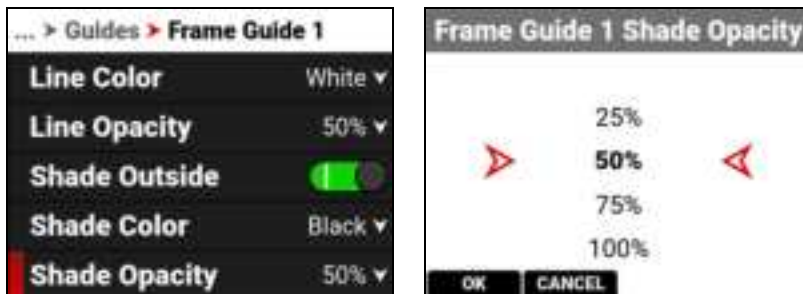 ... > Guides > Frame Guide 1
Line Color White
Line Opacity 50%
Shade Outside
Shade Color Black
Shade Opacity 50%
Frame Guide 1 Shade Opacity
25%
50%
75%
100%
OK CANCEL